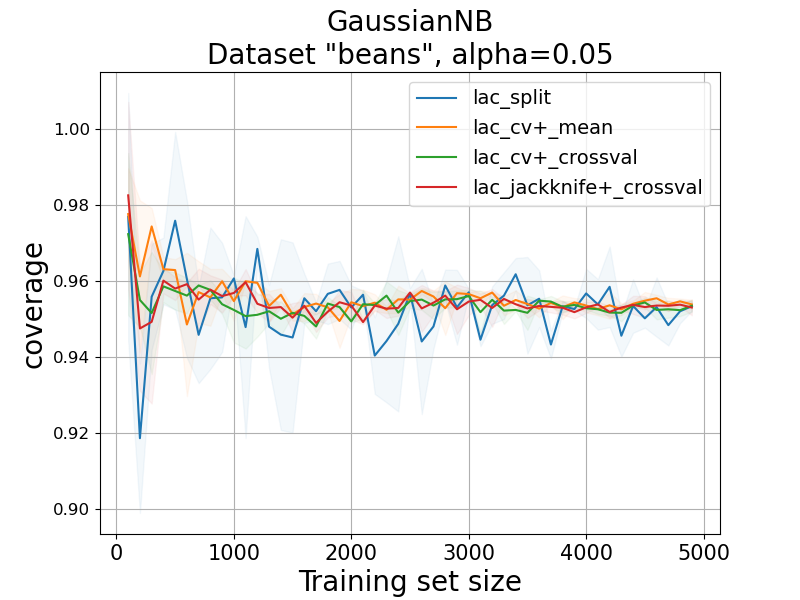 GaussianNB
Dataset "beans", alpha=0.05
lac_split
lac_cv+_mean
lac_cv+_crossval
lac_jackknife+_crossval
coverage
1.00
0.98
0.96
0.94
0.92
0.90
0 1000 2000 3000 4000 5000
Training set size